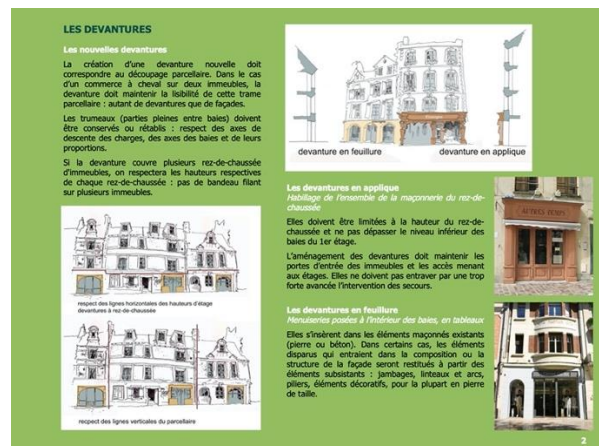 LES DEVANTURES
Les nouvelles devantures
La création d'une devanture nouvelle doit
correspondre au découpage parcellaire. Dans le cas
d'un commerce à cheval sur deux immeubles, la
devanture doit maintenir la lisibilité de cette trame
parcellaire : autant de devantures que de façades.
Les trumeaux (parties pleines entre baies) doivent
être conservés ou rétablis : respect des axes de
descente des charges, des axes des baies et de leurs
proportions.
Si la devanture couvre plusieurs rez-de-chaussée
d'immeubles, on respectera les hauteurs respectives
de chaque rez-de-chaussée : pas de bandeau filant
sur plusieurs immeubles.
respect des lignes horizontales des hauteurs d'étage
devantures à rez-de-chaussée
respect des lignes verticales du parcellaire
devanture en feuillure
devanture en applique
Les devantures en applique
Habillage de l'ensemble de la maçonnerie du rez-de-
chaussée
Elles doivent être limitées à la hauteur du rez-de-
chaussée et ne pas dépasser le niveau inférieur des
baies du 1er étage.
L'aménagement des devantures doit maintenir les
portes d'entrée des immeubles et les accès menant
aux étages. Elles ne doivent pas entraver par une trop
forte avancée l'intervention des secours.
Les devantures en feuillure
Menuiseries posées à l'intérieur des baies, en tableaux
Elles s'insèrent dans les éléments maçonnés existants
(pierre ou béton). Dans certains cas, les éléments
disparus qui entraient dans la composition ou la
structure de la façade seront restitués à partir des
éléments subsistants : jambages, linteaux et arcs,
piliers, éléments décoratifs, pour la plupart en pierre
de taille.
2